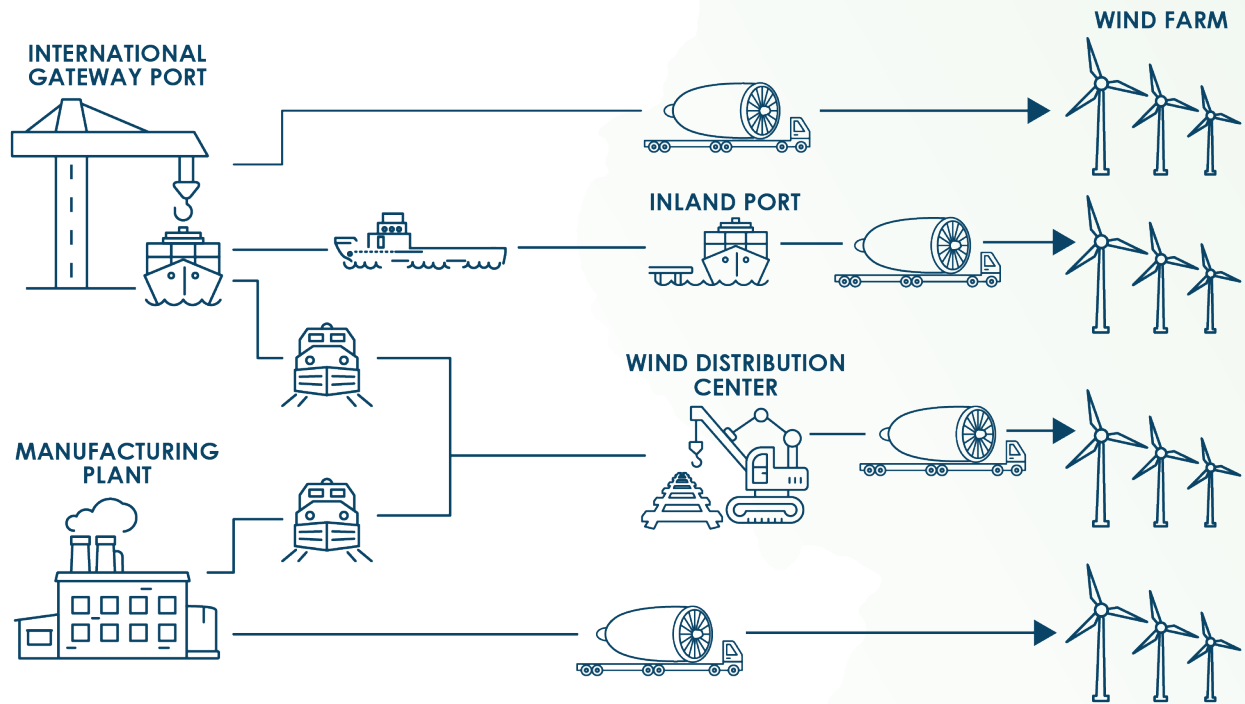 WIND FARM
INTERNATIONAL
GATEWAY PORT
INLAND PORT
WIND DISTRIBUTION
CENTER
MANUFACTURING
PLANT